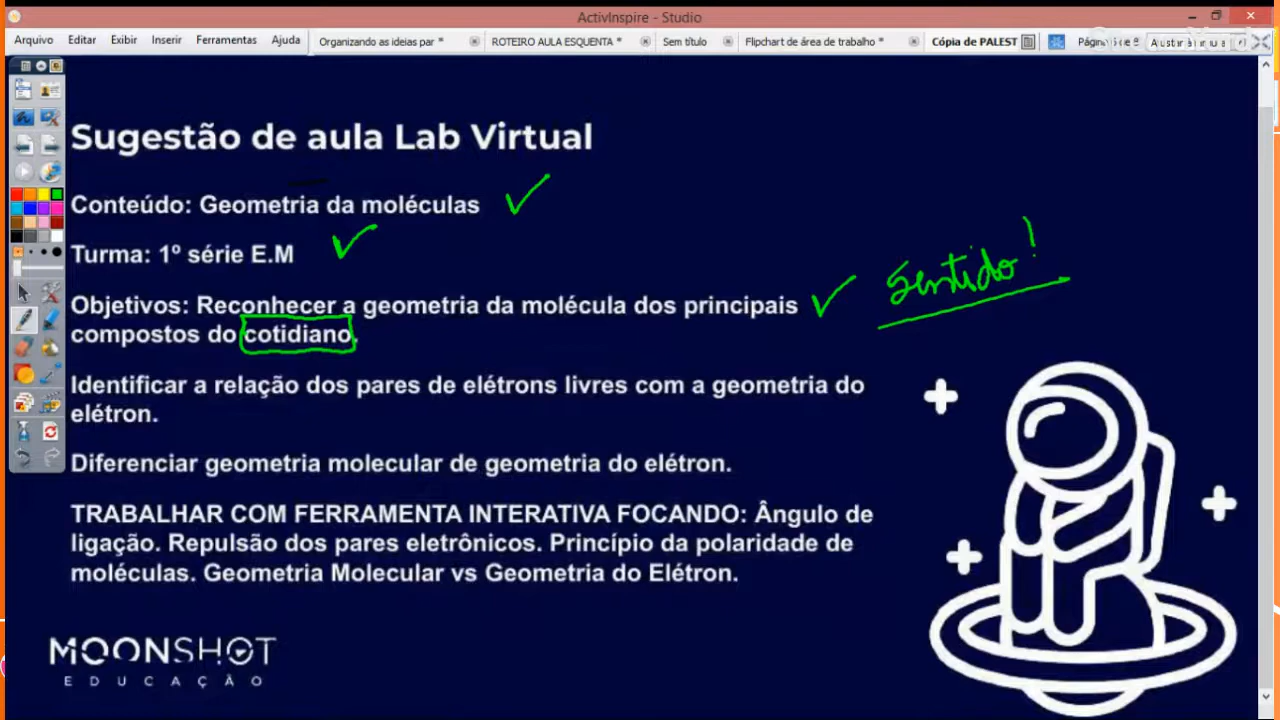 ActivInspire - Studio
Arquivo Editar Exibir Inserir Ferramentas Ajuda
Organizando as ideias par * ROTEIRO AULA ESQUENTA * Sem título Flipchart de área de trabalho * Cópia de PALEST
Sugestão de aula Lab Virtual
Conteúdo: Geometria da moléculas
Turma: 1º série E.M
Objetivos: Reconhecer a geometria da molécula dos principais
compostos do cotidiano.
Sentido!
Identificar a relação dos pares de elétrons livres com a geometria do
elétron.
Diferenciar geometria molecular de geometria do elétron.
TRABALHAR COM FERRAMENTA INTERATIVA FOCANDO: Ângulo de
ligação. Repulsão dos pares eletrônicos. Princípio da polaridade de
moléculas. Geometria Molecular vs Geometria do Elétron.
MOONSHOT
EDUCAÇÃO